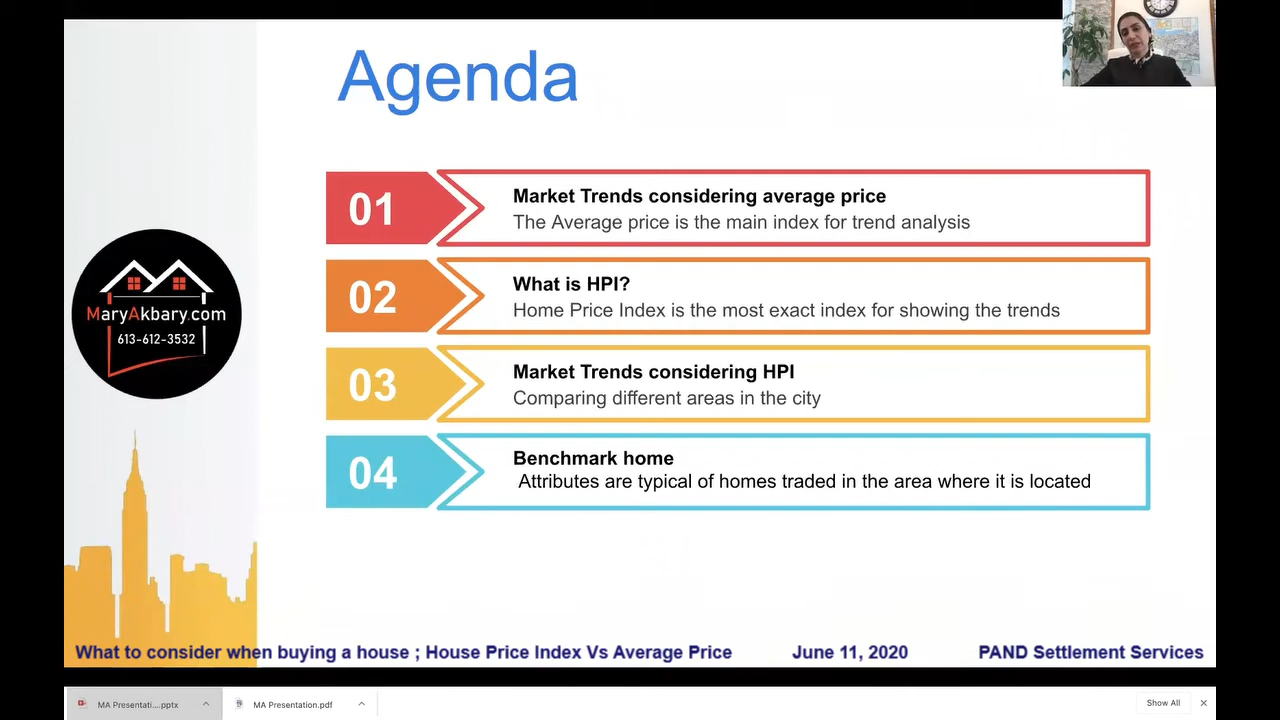 Agenda
01
Market Trends considering average price
The Average price is the main index for trend analysis
02
What is HPI?
Home Price Index is the most exact index for showing the trends
03
Market Trends considering HPI
Comparing different areas in the city
04
Benchmark home
Attributes are typical of homes traded in the area where it is located
MaryAkbary.com
613-612-3532
What to consider when buying a house ; House Price Index Vs Average Price
June 11, 2020
PAND Settlement Services
MA Presentati....pptx
MA Presentation.pdf
Show All